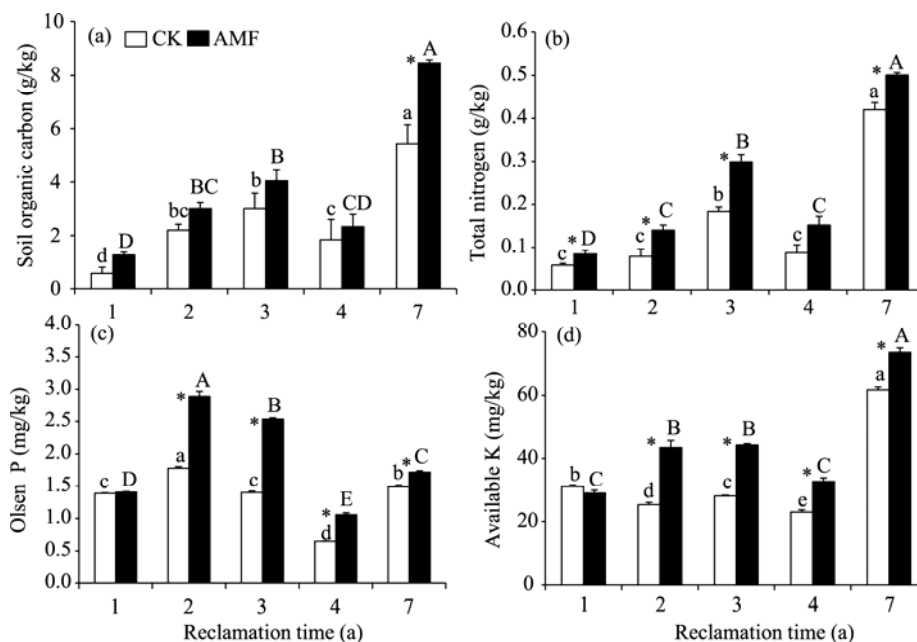 (a) CK AMF
Soil organic carbon (g/kg)
10
8
6
4
2
0
d D
bc BC
b B
c CD
* a A
1 2 3 4 7
(b)
Total nitrogen (g/kg)
0.6
0.5
0.4
0.3
0.2
0.1
0.0
c * D
* c C
* b B
c C
* a A
1 2 3 4 7
(c)
Olsen P (mg/kg)
4.0
3.5
3.0
2.5
2.0
1.5
1.0
0.5
0.0
c D
* a A
* c B
* d E
b * C
1 2 3 4 7
Reclamation time (a)
(d)
Available K (mg/kg)
80
60
40
20
0
b C
* d B
* c B
* e C
* a A
1 2 3 4 7
Reclamation time (a)